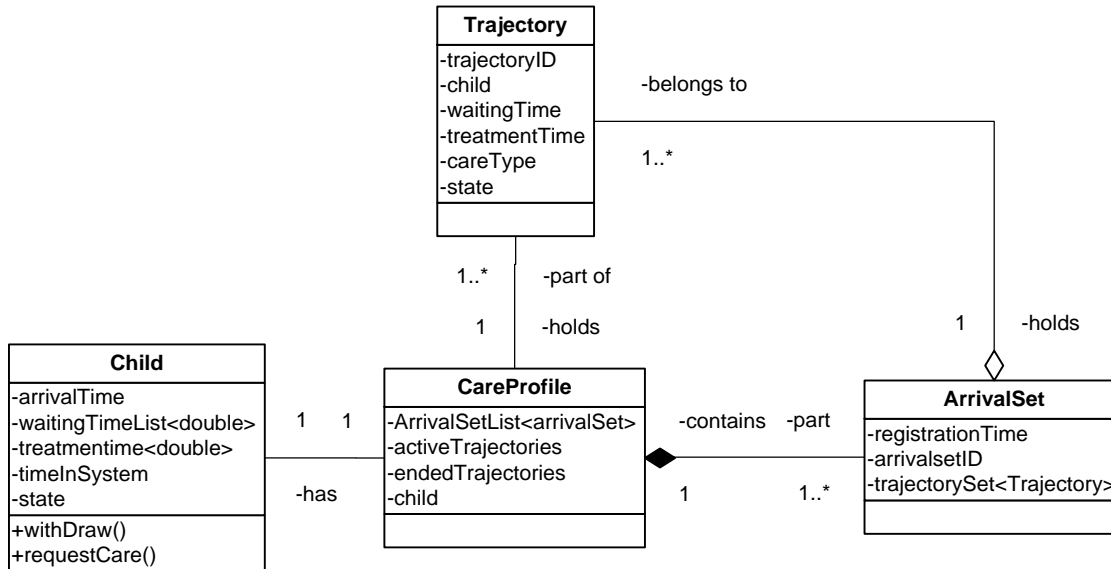 Trajectory
-trajectoryID
-child
-waitingTime
-treatmentTime
-careType
-state
-belongs to
1..*
1..*
-part of
1
-holds
1
-holds
Child
-arrivalTime
-waitingTimeList<double>
-treatmentime<double>
-timeInSystem
-state
+withDraw()
+requestCare()
1
1
-has
CareProfile
-ArrivalSetList<arrivalSet>
-activeTrajectories
-endedTrajectories
-child
-contains
-part
1
1..*
ArrivalSet
-registrationTime
-arrivalsetID
-trajectorySet<Trajectory>